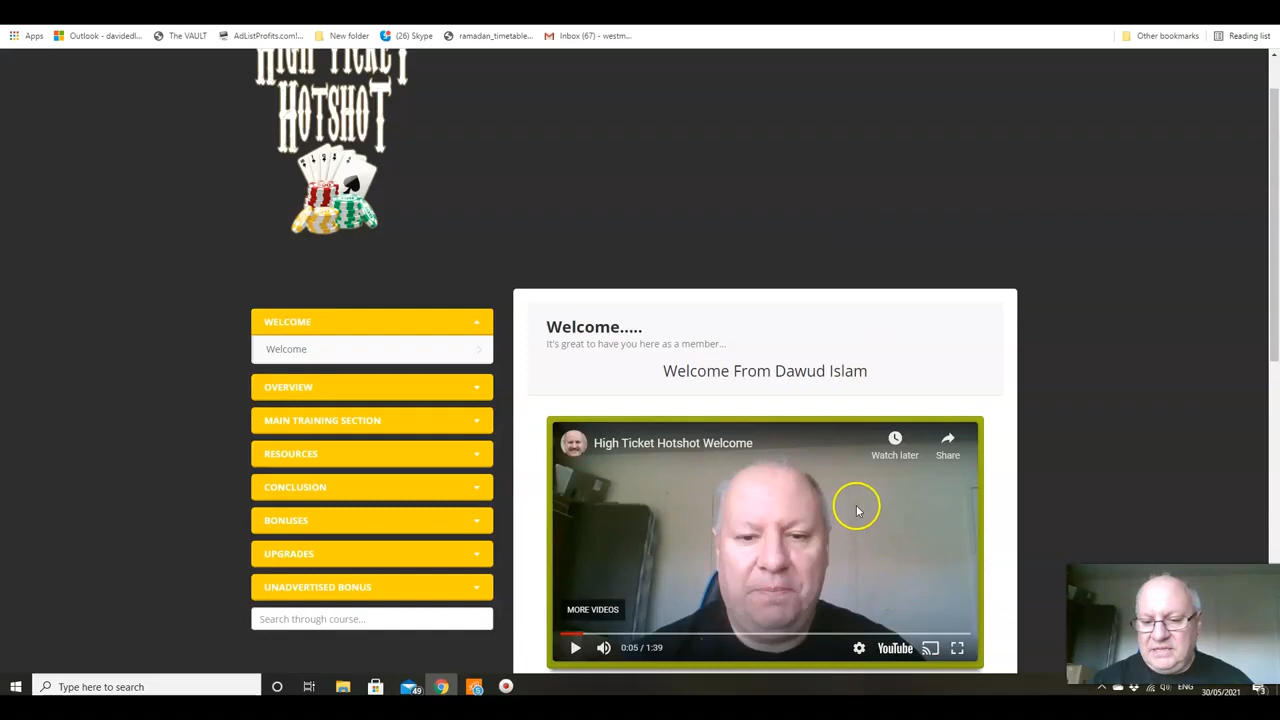 Apps
Outlook - davidedl...
The VAULT
AdListProfits.com!...
New folder
(26) Skype
ramadan_timetable...
Inbox (67) - westm...
Other bookmarks
Reading list
HIGH TICKET
HOTSHOT
WELCOME
Welcome
OVERVIEW
MAIN TRAINING SECTION
RESOURCES
CONCLUSION
BONUSES
UPGRADES
UNADVERTISED BONUS
Search through course...
Welcome.....
It's great to have you here as a member...
Welcome From Dawud Islam
High Ticket Hotshot Welcome
Watch later
Share
MORE VIDEOS
0:05 / 1:39
YouTube
Type here to search
49
ENG
30/05/2021